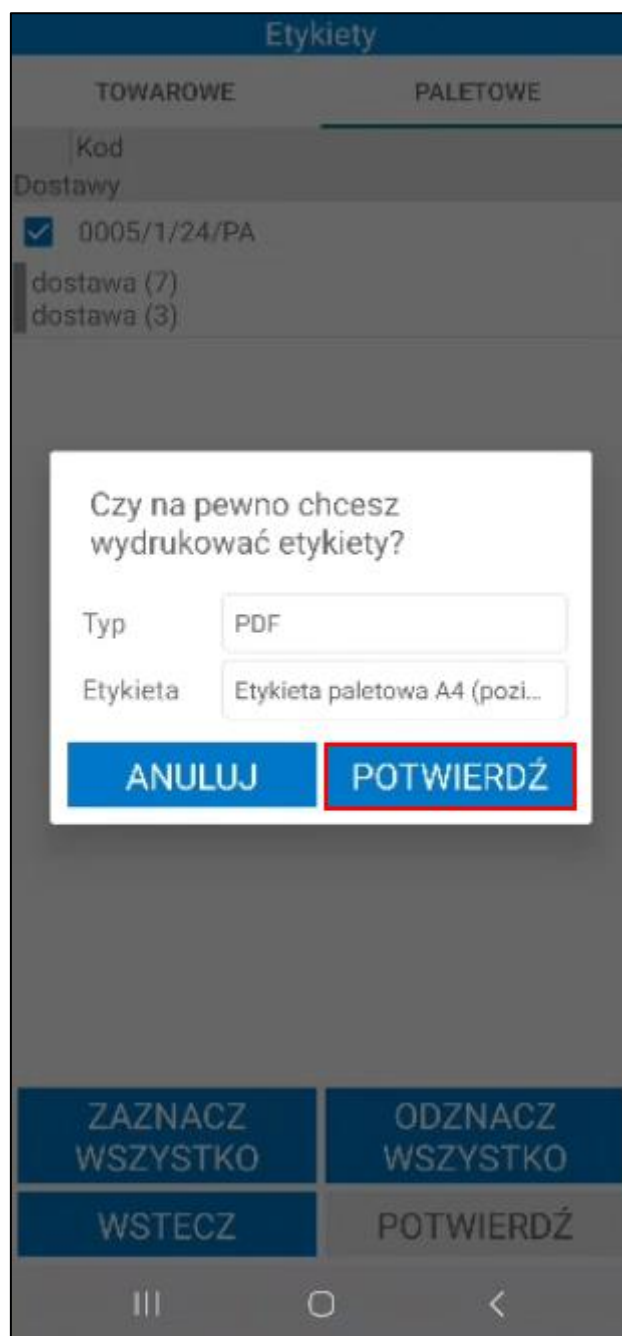 Etykiety
TOWAROWE PALETOWE
Kod
Dostawy
0005/1/24/PA
dostawa (7)
dostawa (3)
Czy na pewno chcesz
wydrukować etykiety?
Typ PDF
Etykieta Etykieta paletowa A4 (pozi...
ANULUJ POTWIERDŹ
ZAZNACZ WSZYSTKO ODZNACZ WSZYSTKO
WSTECZ POTWIERDŹ